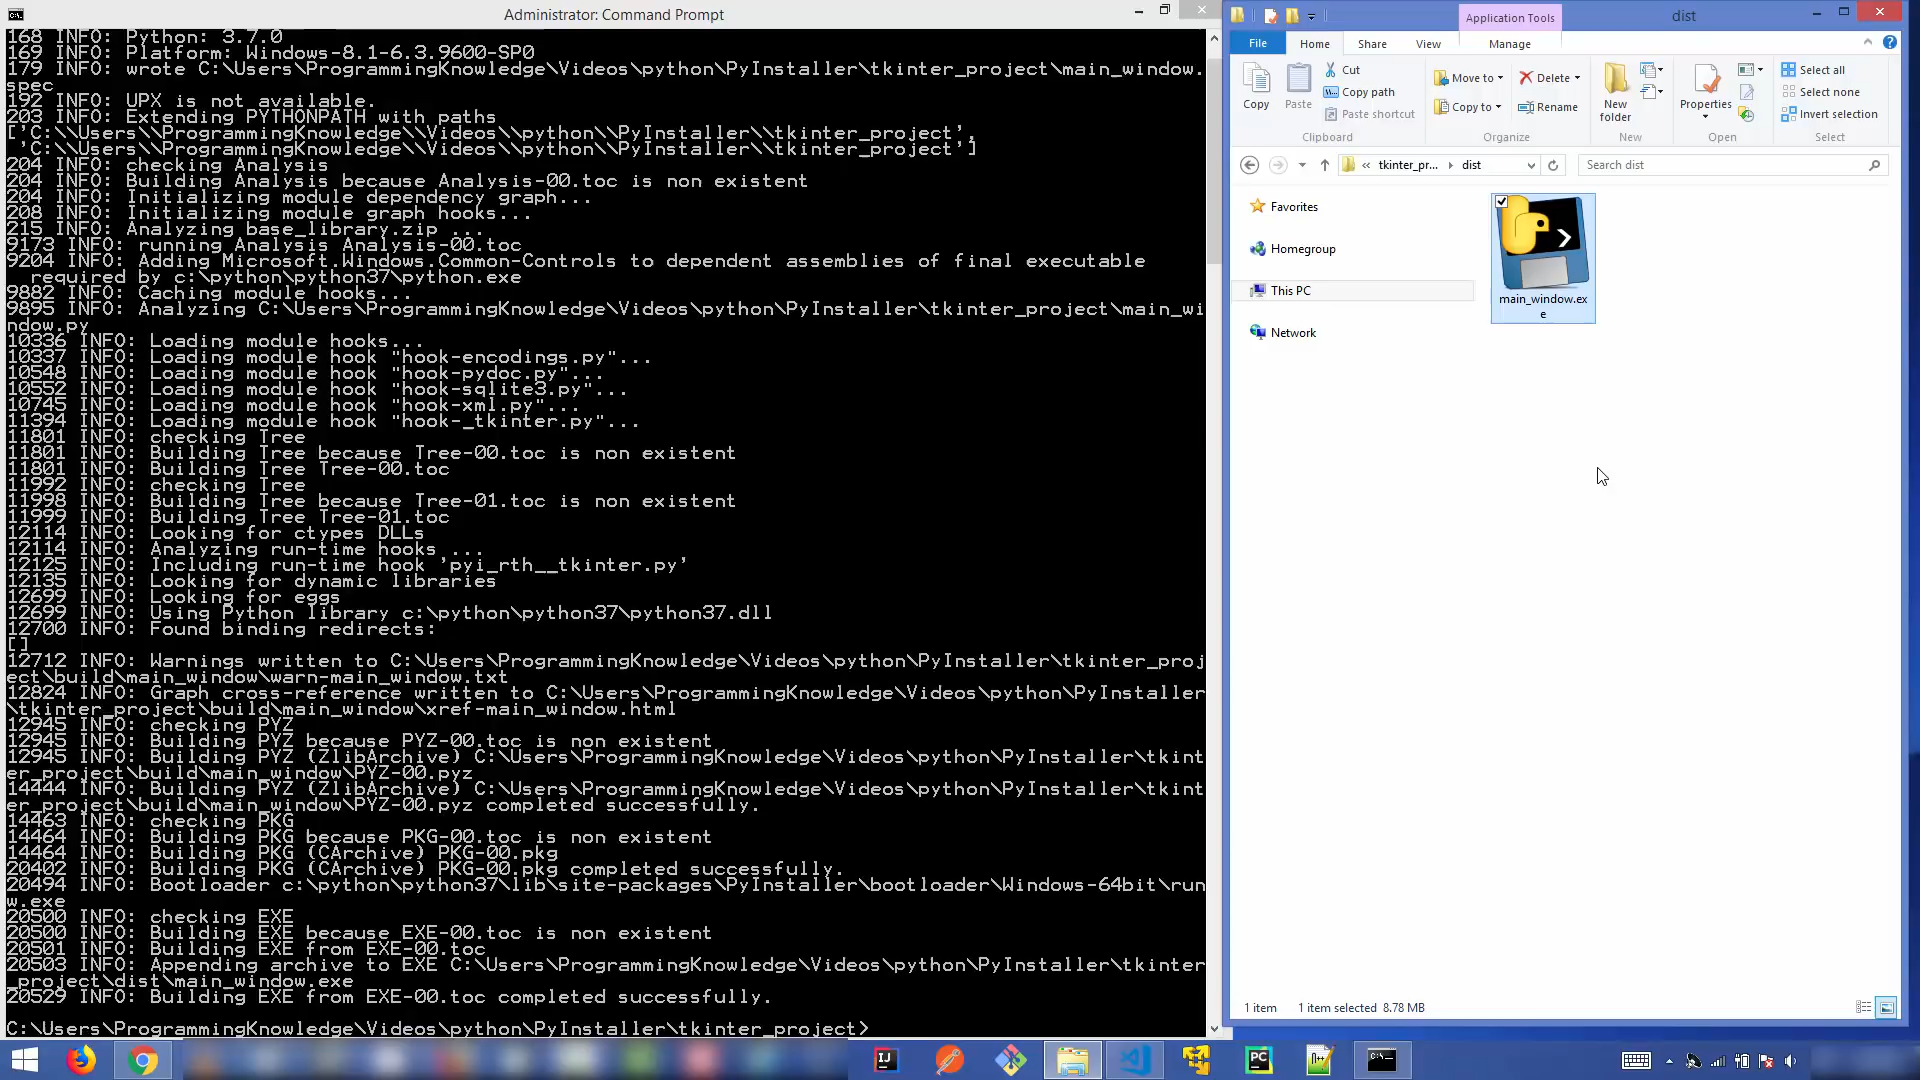 Administrator: Command Prompt
168 INFO: Python: 3.7.0
169 INFO: Platform: Windows-8.1-6.3.9600-SP0
179 INFO: wrote C:\Users\ProgrammingKnowledge\Videos\python\PyInstaller\tkinter_project\main_window.
spec
192 INFO: UPX is not available.
203 INFO: Extending PYTHONPATH with paths
['C:\\Users\\ProgrammingKnowledge\\Videos\\python\\PyInstaller\\tkinter_project',
 'C:\\Users\\ProgrammingKnowledge\\Videos\\python\\PyInstaller\\tkinter_project']
204 INFO: checking Analysis
204 INFO: Building Analysis because Analysis-00.toc is non existent
204 INFO: Initializing module dependency graph...
208 INFO: Initializing module graph hooks...
215 INFO: Analyzing base_library.zip ...
9173 INFO: running Analysis Analysis-00.toc
9204 INFO: Adding Microsoft.Windows.Common-Controls to dependent assemblies of final executable
  required by c:\python\python37\python.exe
9882 INFO: Caching module hooks...
9895 INFO: Analyzing C:\Users\ProgrammingKnowledge\Videos\python\PyInstaller\tkinter_project\main_wi
ndow.py
10336 INFO: Loading module hooks...
10337 INFO: Loading module hook "hook-encodings.py"...
10548 INFO: Loading module hook "hook-pydoc.py"...
10552 INFO: Loading module hook "hook-sqlite3.py"...
10745 INFO: Loading module hook "hook-xml.py"...
11394 INFO: Loading module hook "hook-_tkinter.py"...
11801 INFO: checking Tree
11801 INFO: Building Tree because Tree-00.toc is non existent
11801 INFO: Building Tree Tree-00.toc
11992 INFO: checking Tree
11998 INFO: Building Tree because Tree-01.toc is non existent
11999 INFO: Building Tree Tree-01.toc
12114 INFO: Looking for ctypes DLLs
12114 INFO: Analyzing run-time hooks ...
12125 INFO: Including run-time hook 'pyi_rth__tkinter.py'
12135 INFO: Looking for dynamic libraries
12699 INFO: Looking for eggs
12699 INFO: Using Python library c:\python\python37\python37.dll
12700 INFO: Found binding redirects:
[]
12712 INFO: Warnings written to C:\Users\ProgrammingKnowledge\Videos\python\PyInstaller\tkinter_proj
ect\build\main_window\warn-main_window.txt
12824 INFO: Graph cross-reference written to C:\Users\ProgrammingKnowledge\Videos\python\PyInstaller
\tkinter_project\build\main_window\xref-main_window.html
12945 INFO: checking PYZ
12945 INFO: Building PYZ because PYZ-00.toc is non existent
12945 INFO: Building PYZ (ZlibArchive) C:\Users\ProgrammingKnowledge\Videos\python\PyInstaller\tkint
er_project\build\main_window\PYZ-00.pyz
14444 INFO: Building PYZ (ZlibArchive) C:\Users\ProgrammingKnowledge\Videos\python\PyInstaller\tkint
er_project\build\main_window\PYZ-00.pyz completed successfully.
14463 INFO: checking PKG
14464 INFO: Building PKG because PKG-00.toc is non existent
14464 INFO: Building PKG (CArchive) PKG-00.pkg
20402 INFO: Building PKG (CArchive) PKG-00.pkg completed successfully.
20494 INFO: Bootloader c:\python\python37\lib\site-packages\PyInstaller\bootloader\Windows-64bit\run
w.exe
20500 INFO: checking EXE
20500 INFO: Building EXE because EXE-00.toc is non existent
20501 INFO: Building EXE from EXE-00.toc
20503 INFO: Appending archive to EXE C:\Users\ProgrammingKnowledge\Videos\python\PyInstaller\tkinter
_project\dist\main_window.exe
20529 INFO: Building EXE from EXE-00.toc completed successfully.
C:\Users\ProgrammingKnowledge\Videos\python\PyInstaller\tkinter_project>
Application Tools
dist
File
Home
Share
View
Manage
Copy
Paste
Cut
Copy path
Paste shortcut
Clipboard
Move to
Copy to
Delete
Rename
Organize
New
folder
New
Properties
Open
Select all
Select none
Invert selection
Select
« tkinter_pr...
dist
Search dist
Favorites
Homegroup
This PC
Network
main_window.ex
e
1 item
1 item selected 8.78 MB
IJ
PC
C:\